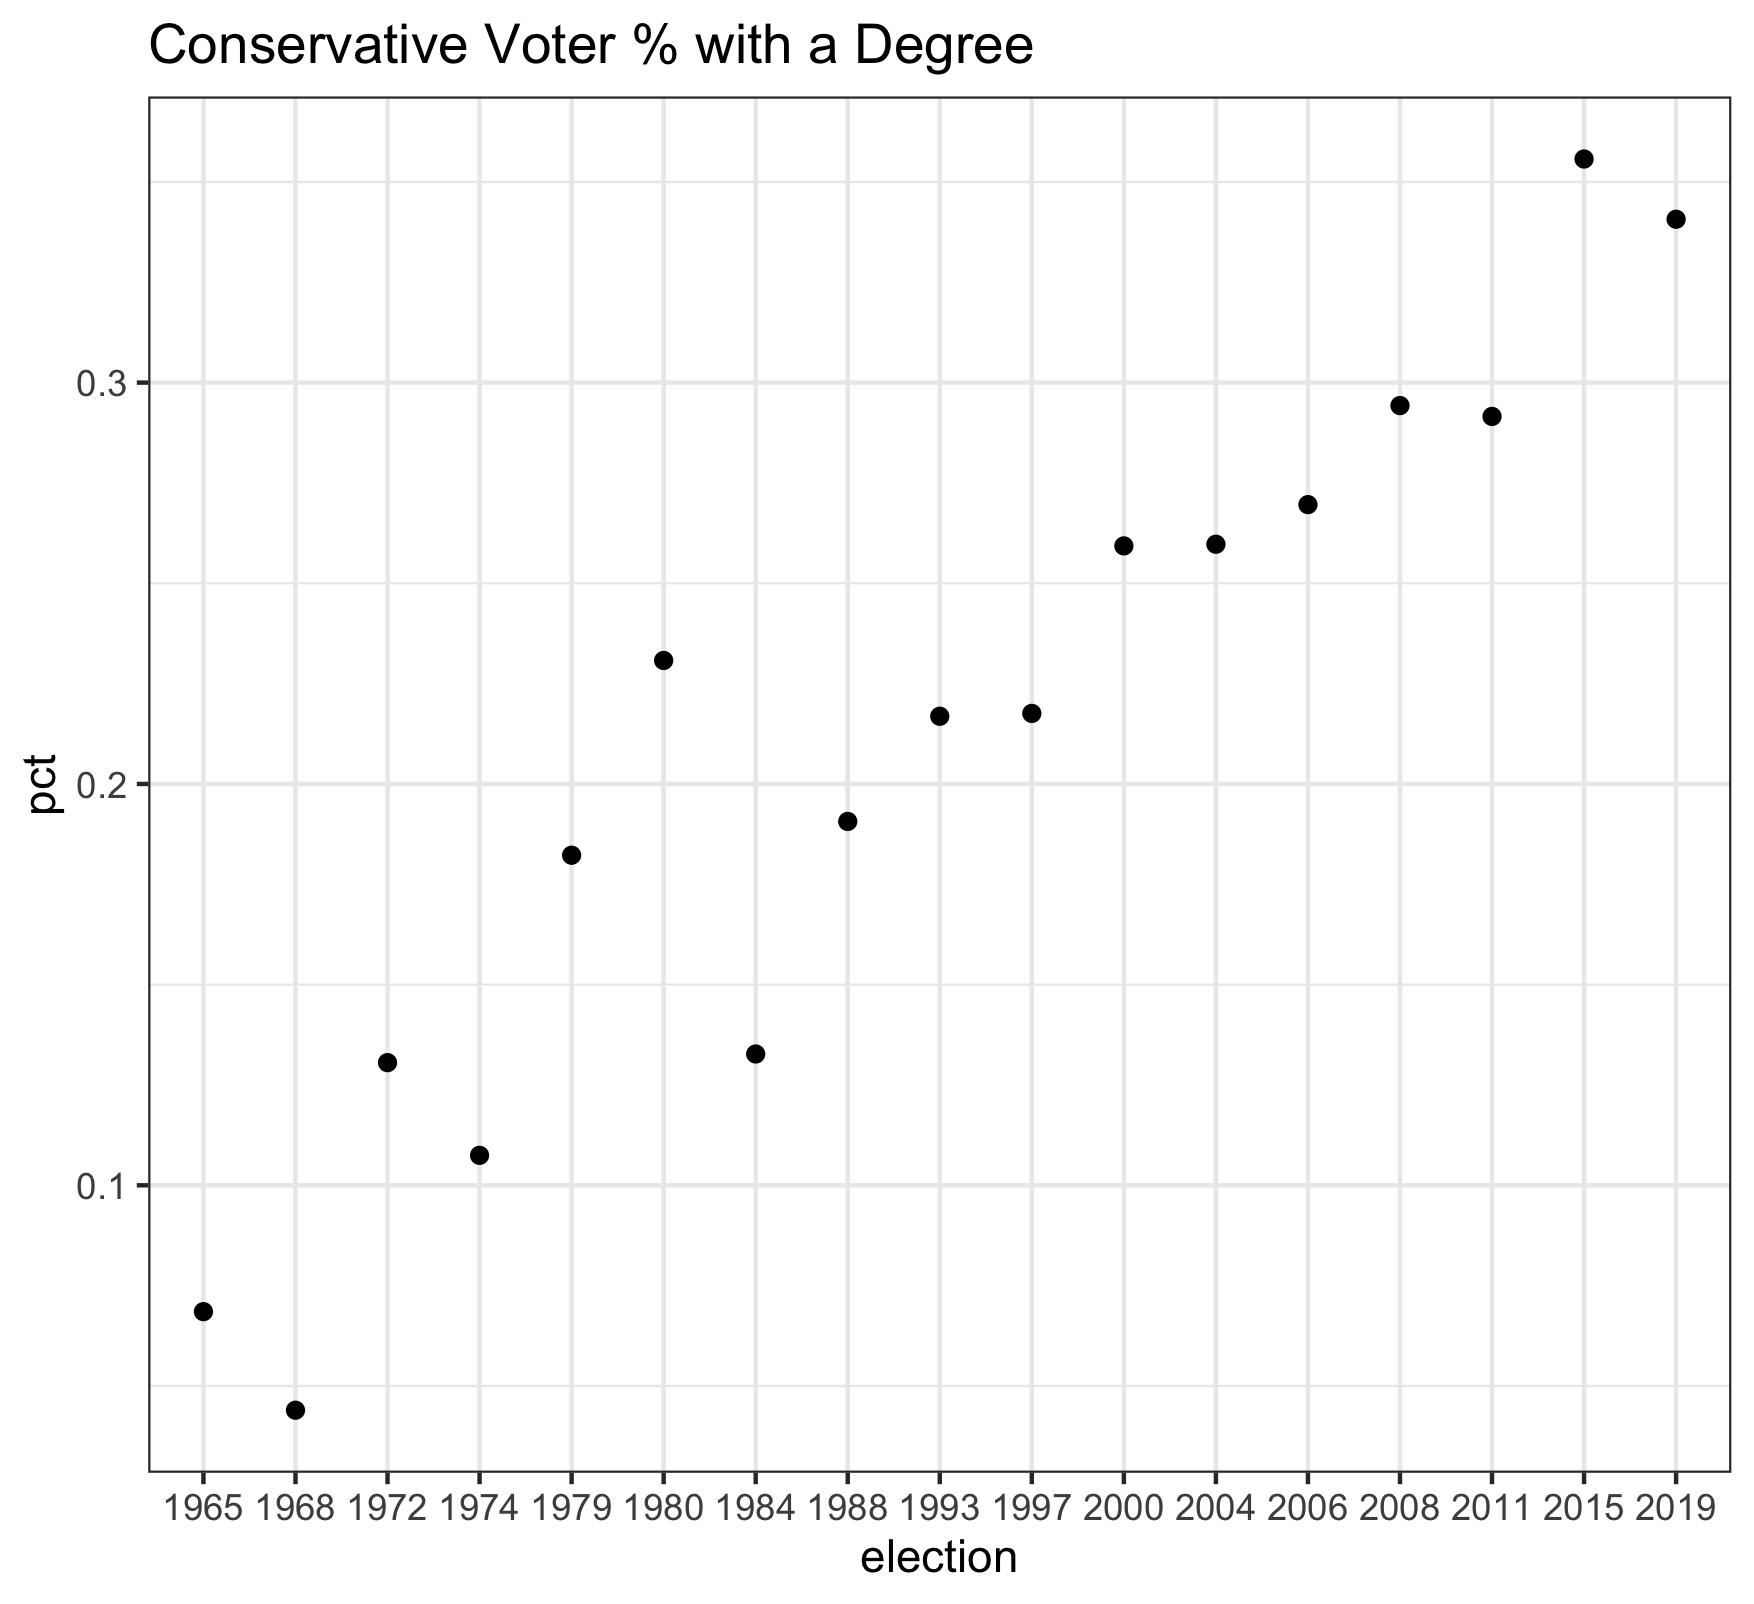 Conservative Voter % with a Degree
pct
0.3
0.2
0.1
1965 1968 1972 1974 1979 1980 1984 1988 1993 1997 2000 2004 2006 2008 2011 2015 2019
election